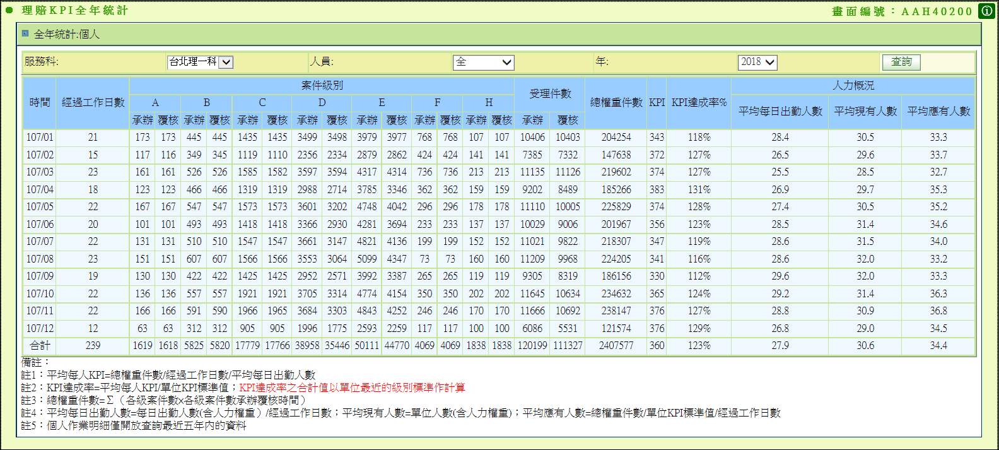 理賠KPI全年統計
畫面編號：AAH40200
全年統計:個人
服務科: 台北理一科 人員: 全 年: 2018 查詢
時間 經過工作日數 案件級別 受理件數 總權重件數 KPI KPI達成率% 人力概況
A B C D E F H 平均每日出勤人數 平均現有人數 平均應有人數
承辦 覆核 承辦 覆核 承辦 覆核 承辦 覆核 承辦 覆核 承辦 覆核 承辦 覆核 承辦 覆核
107/01 21 173 173 445 445 1435 1435 3499 3498 3979 3977 768 768 107 107 10406 10403 204254 343 118% 28.4 30.5 33.3
107/02 15 117 116 349 345 1119 1110 2356 2334 2879 2862 424 424 141 141 7385 7332 147638 372 127% 26.5 29.6 33.7
107/03 23 161 161 526 526 1585 1582 3597 3594 4317 4314 736 736 213 213 11135 11126 219602 374 127% 25.5 28.5 32.7
107/04 18 123 123 466 466 1319 1319 2988 2714 3785 3346 362 362 159 159 9202 8489 185266 383 131% 26.9 29.7 35.3
107/05 22 167 167 547 547 1573 1573 3601 3202 4748 4042 296 296 178 178 11110 10005 225829 374 128% 27.4 30.5 35.2
107/06 20 101 101 493 493 1418 1418 3366 2930 4281 3694 233 233 137 137 10029 9006 201967 356 123% 28.5 31.4 34.6
107/07 22 131 131 510 510 1547 1547 3661 3147 4821 4136 199 199 152 152 11021 9822 218307 347 119% 28.6 31.5 34.0
107/08 23 151 151 607 607 1566 1566 3553 3064 5099 4347 73 73 160 160 11209 9968 224205 341 116% 28.6 32.0 33.2
107/09 19 130 130 422 422 1425 1425 2952 2571 3992 3387 265 265 119 119 9305 8319 186156 330 112% 29.6 32.0 33.3
107/10 22 136 136 557 557 1921 1921 3705 3314 4774 4154 350 350 202 202 11645 10634 234632 365 124% 29.2 31.4 36.3
107/11 22 166 166 591 590 1966 1965 3684 3303 4843 4252 246 246 170 170 11666 10692 238147 376 127% 28.8 30.9 36.8
107/12 12 63 63 312 312 905 905 1996 1775 2593 2259 117 117 100 100 6086 5531 121574 376 129% 26.8 29.0 34.5
合計 239 1619 1618 5825 5820 17779 17766 38958 35446 50111 44770 4069 4069 1838 1838 120199 111327 2407577 360 123% 27.9 30.6 34.4
備註：
註1：平均每人KPI=總權重件數/經過工作日數/平均每日出勤人數
註2：KPI達成率=平均每人KPI/單位KPI標準值；KPI達成率之合計值以單位最近的級別標準作計算
註3：總權重件數=Σ（各級案件數×各級案件數承辦覆核時間）
註4：平均每日出勤人數=每日出勤人數(含人力權重）/經過工作日數；平均現有人數=單位人數(含人力權重)；平均應有人數=總權重件數/單位KPI標準值/經過工作日數
註5：個人作業明細僅開放查詢最近五年內的資料